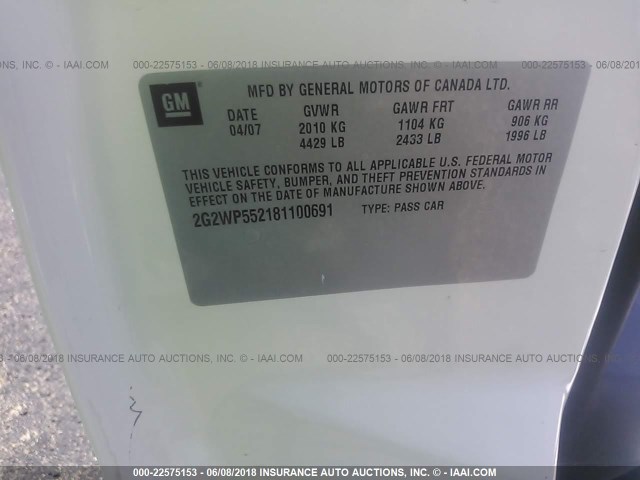 /2018 INSURANCE AUTO AUCTIONS, INC. - © IAAI.COM 000-22575153 - 06/08/2018 INSURANCE AUTO AUCTIONS, INC. - © IAAI.COM 000-225
GM
MFD BY GENERAL MOTORS OF CANADA LTD.
DATE GVWR GAWR FRT GAWR RR
04/07 2010 KG 1104 KG 906 KG
4429 LB 2433 LB 1996 LB
THIS VEHICLE CONFORMS TO ALL APPLICABLE U.S. FEDERAL MOTOR
VEHICLE SAFETY, BUMPER, AND THEFT PREVENTION STANDARDS IN
EFFECT ON THE DATE OF MANUFACTURE SHOWN ABOVE.
2G2WP552181100691 TYPE: PASS CAR
53 - 06/08/2018 INSURANCE AUTO AUCTIONS, INC. - © IAAI.COM 000-22575153 - 06/08/2018 INSURANCE AUTO AUCTIONS, INC. - ©
000-22575153 - 06/08/2018 INSURANCE AUTO AUCTIONS, INC. - © IAAI.COM